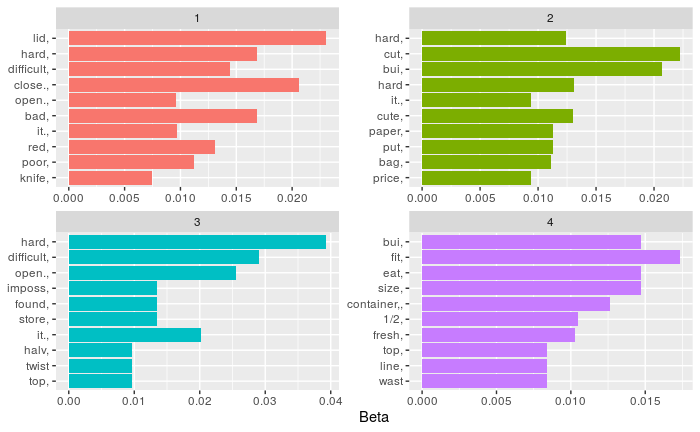 1
lid,
hard,
difficult,
close.,
open..,
bad,
it.,
red,
poor,
knife,
0.000 0.005 0.010 0.015 0.020
2
hard,
cut,
bui,
hard
it.,
cute,
paper,
put,
bag,
price,
0.000 0.005 0.010 0.015 0.020
3
hard,
difficult,
open.,
imposs,
found,
store,
it.,
halv,
twist
top,
0.00 0.01 0.02 0.03 0.04
4
bui,
fit,
eat,
size,
container,,
1/2,
fresh,
top,
line,
wast
0.000 0.005 0.010 0.015
Beta